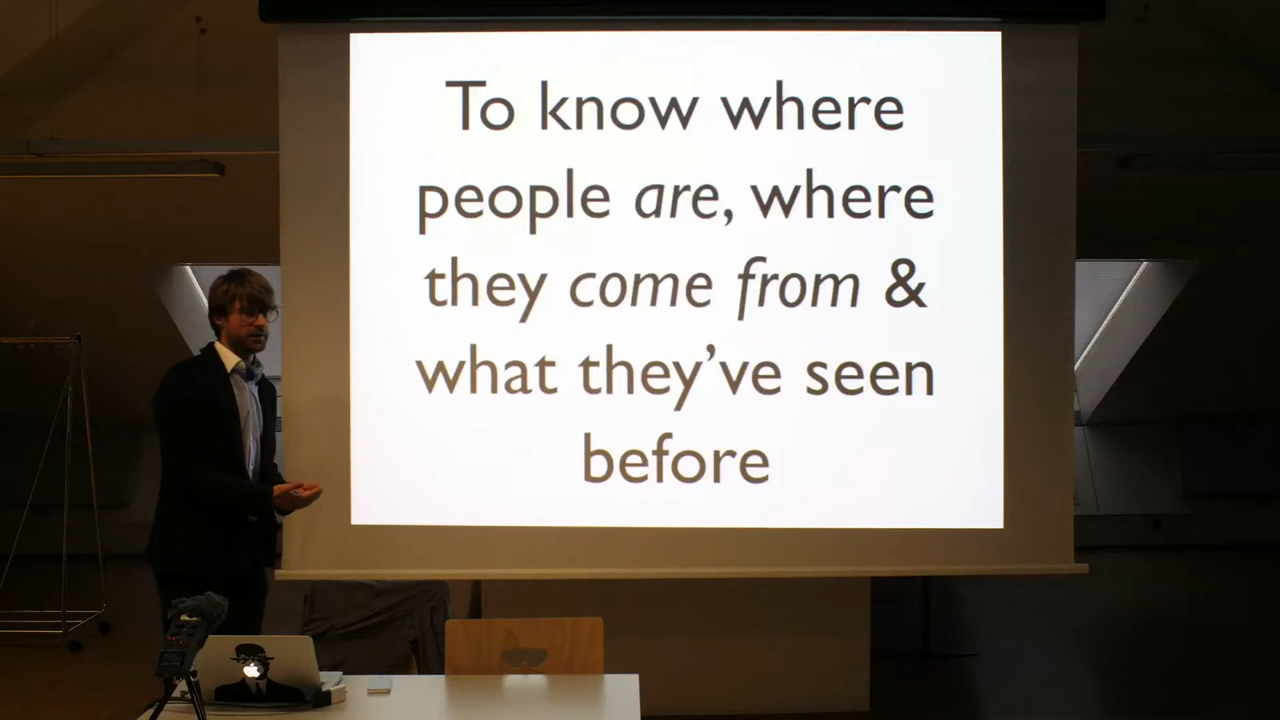 To know where
people are, where
they come from &
what they’ve seen
before